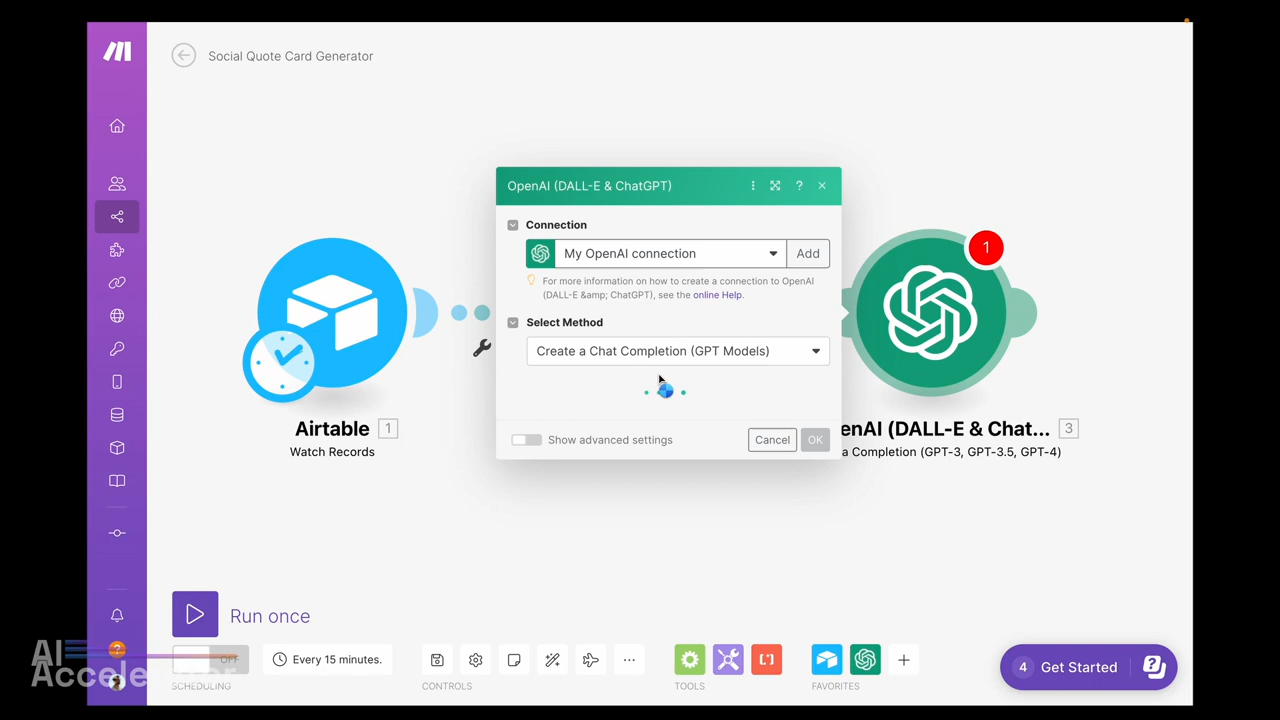 Social Quote Card Generator
OpenAI (DALL-E & ChatGPT)
?
Connection
My OpenAI connection
Add
For more information on how to create a connection to OpenAI
(DALL-E &amp; ChatGPT), see the online Help.
Select Method
Create a Chat Completion (GPT Models)
Show advanced settings
Cancel
OK
1
Airtable 1
Watch Records
enAI (DALL-E & Chat... 3
a Completion (GPT-3, GPT-3.5, GPT-4)
Run once
OFF
Every 15 minutes.
SCHEDULING
CONTROLS
TOOLS
FAVORITES
4 Get Started
?
AI
Accelerator